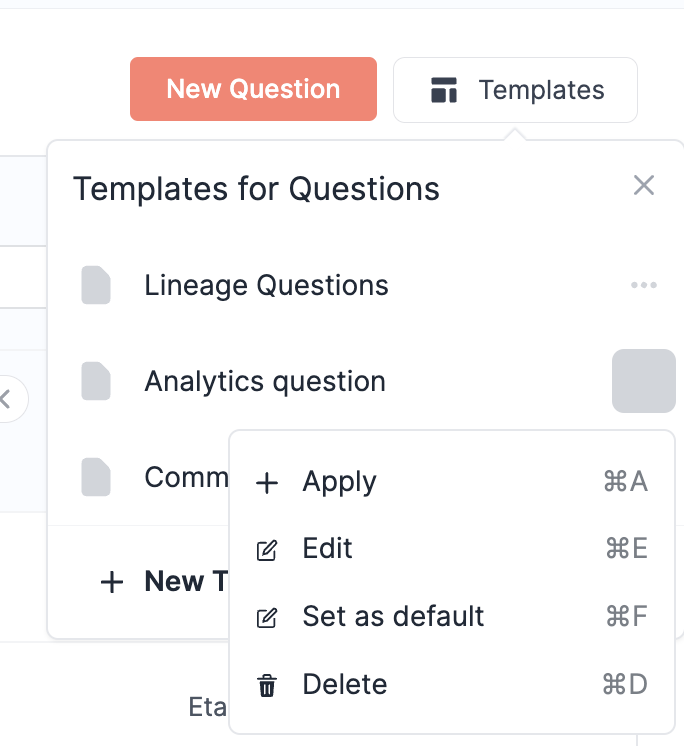 New Question
Templates
Templates for Questions
Lineage Questions
Analytics question
Comm
Apply ⌘A
Edit ⌘E
New T
Set as default ⌘F
Delete ⌘D
Eta